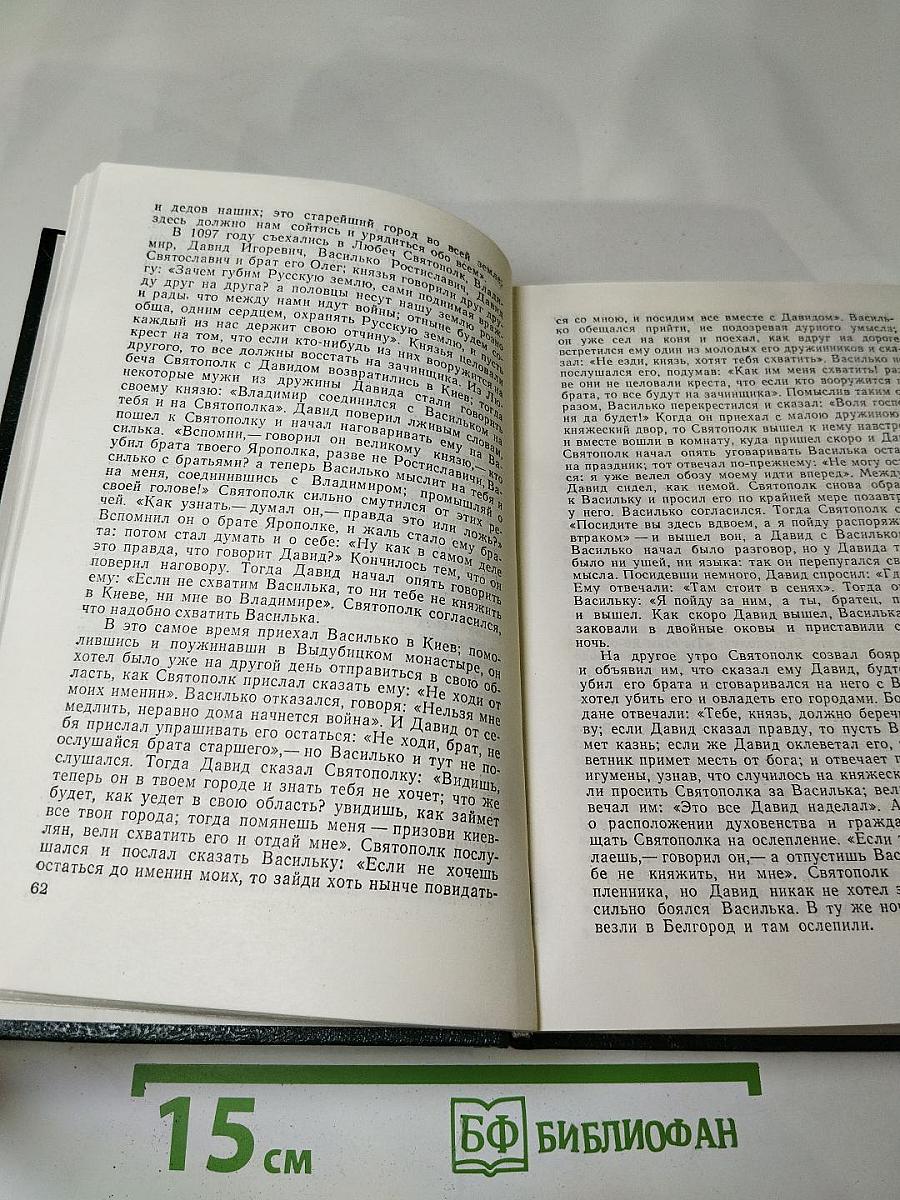 и дедов наших; это старейший город во всей земле;
здесь должно нам сойтись и урядиться обо всем».
В 1097 году съехались в Любеч Святополк, Влади-
мир, Давид Игоревич, Василько Ростиславич, Давид
Святославич и брат его Олег; князья говорили друг дру-
гу: «Зачем губим Русскую землю, сами поднимая враж-
ду друг на друга? а половцы несут нашу землю розно
и рады, что между нами идут войны; отныне будем со-
обща, одним сердцем, охранять Русскую землю, и пусть
каждый из нас держит свою отчину». Князья целовали
крест на том, что если кто-нибудь из них вооружится на
другого, то все должны восстать на зачинщика. Из Лю-
беча Святополк с Давидом возвратились в Киев; тогда
некоторые мужи из дружины Давида стали говорить
своему князю: «Владимир соединился с Васильком на
тебя и на Святополка». Давид поверил лживым словам,
пошел к Святополку и начал наговаривать ему на Ва-
силька. «Вспомни,— говорил он великому князю,— кто
убил брата твоего Ярополка, разве не Ростиславичи, Ва-
силько с братьями? а теперь Василько мыслит на тебя и
на меня, соединившись с Владимиром; промышляй о
своей голове!» Святополк сильно смутился от этих ре-
чей. «Как узнать,— думал он,— правда это или ложь?»
Вспомнил он о брате Ярополке, и жаль стало ему бра-
та: потом стал думать и о себе: «Ну как в самом деле
это правда, что говорит Давид?» Кончилось тем, что он
поверил наговору. Тогда Давид начал опять говорить
ему: «Если не схватим Василька, то ни тебе не княжить
в Киеве, ни мне во Владимире». Святополк согласился,
что надобно схватить Василька.
В это самое время приехал Василько в Киев; помо-
лившись и поужинавши в Выдубицком монастыре, он
хотел было уже на другой день отправиться в свою об-
ласть, как Святополк прислал сказать ему: «Не ходи от
моих именин». Василько отказался, говоря: «Нельзя мне
медлить, неравно дома начнется война». И Давид от се-
бя прислал упрашивать его остаться: «Не ходи, брат, не
ослушайся брата старшего»,— но Василько и тут не по-
слушался. Тогда Давид сказал Святополку: «Видишь,
теперь он в твоем городе и знать тебя не хочет; что же
будет, как уедет в свою область? увидишь, как займет
все твои города; тогда помянешь меня — призови киев-
лян, вели схватить его и отдай мне». Святополк послу-
шался и послал сказать Васильку: «Если не хочешь
остаться до именин моих, то зайди хоть нынче повидать-
62
ся со мною, и посидим все вместе с Давидом». Василь-
ко обещался прийти, не подозревая дурного умысла;
он уже сел на коня и поехал, как вдруг на дороге
встретился ему один из молодых его дружинников и ска-
зал: «Не езди, князь, хотят тебя схватить». Василько н
послушался его, подумав: «Как им меня схватить! раз
ве они не целовали креста, что если кто вооружится н
брата, то все будут на зачинщика». Помыслив таким о
разом, Василько перекрестился и сказал: «Воля госпо
ня да будет!» Когда он приехал с малою дружиною
княжеский двор, то Святополк вышел к нему навстре
и вместе вошли в комнату, куда пришел скоро и Дав
Святополк начал опять уговаривать Василька оста
на праздник; тот отвечал по-прежнему: «Не могу ост
ся: я уже велел обозу моему идти вперед». Между
Давид сидел, как немой. Святополк снова обра
к Васильку и просил его по крайней мере позавтр
у него. Василько согласился. Тогда Святополк с
«Посидите вы здесь вдвоем, а я пойду распоряж
втраком» — и вышел вон, а Давид с Васильком
Василько начал было разговор, но у Давида т
было ни ушей, ни языка: так он перепугался св
мысла. Посидевши немного, Давид спросил: «Гд
Ему отвечали: «Там стоит в сенях». Тогда о
Васильку: «Я пойду за ним, а ты, братец, п
и вышел. Как скоро Давид вышел, Василька
заковали в двойные оковы и приставили с
ночь.
На другое утро Святополк созвал бояр
и объявил им, что сказал ему Давид, будт
убил его брата и сговаривался на него с В
хотел убить его и овладеть его городами. Бо
дане отвечали: «Тебе, князь, должно беречь
ву; если Давид сказал правду, то пусть В
мет казнь; если же Давид оклеветал его, т
ветник примет месть от бога; и отвечает п
игумены, узнав, что случилось на княжеск
ли просить Святополка за Василька; вел
вечал им: «Это все Давид наделал». А
о расположении духовенства и гражда
щать Святополка на ослепление. «Если т
лаешь,— говорил он,— а отпустишь Вас
бе не княжить, ни мне». Святополк
пленника, но Давид никак не хотел э
сильно боялся Василька. В ту же ноч
везли в Белгород и там ослепили.
15 см
БФ БИБЛИОФАН